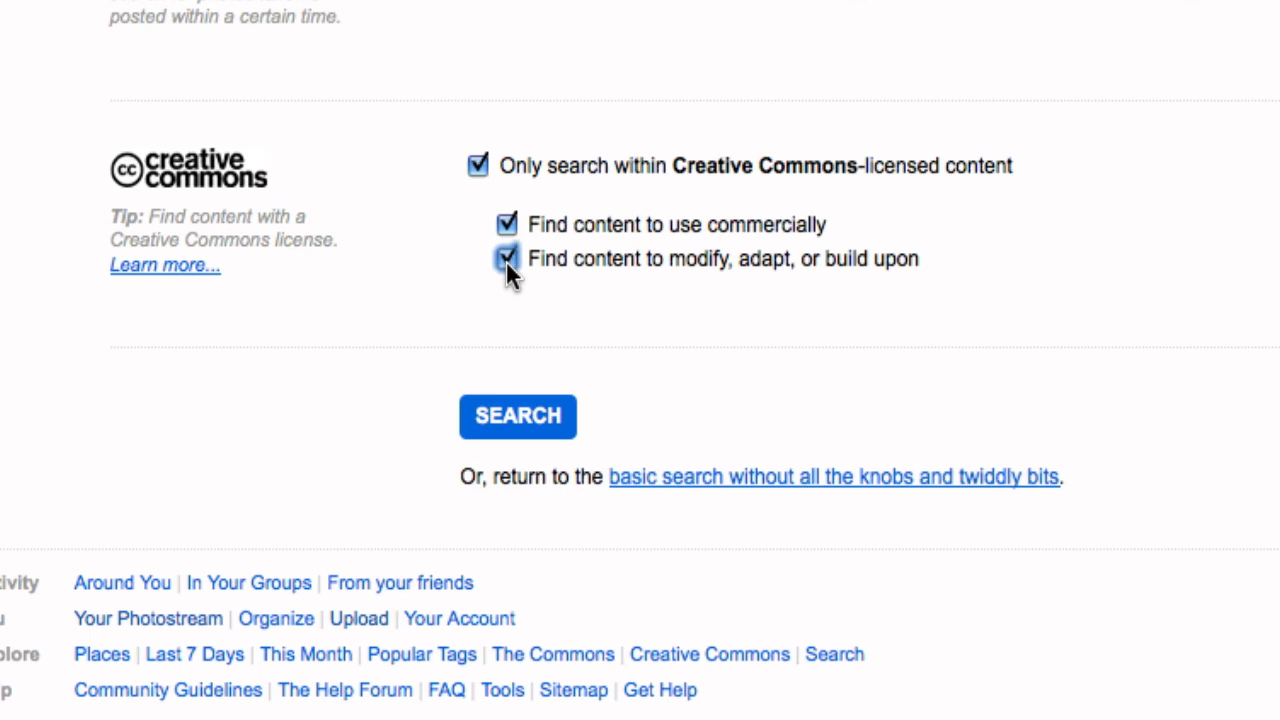 posted within a certain time.
creative commons
Only search within Creative Commons-licensed content
Tip: Find content with a
Creative Commons license.
Learn more...
Find content to use commercially
Find content to modify, adapt, or build upon
SEARCH
Or, return to the basic search without all the knobs and twiddly bits.
Around You | In Your Groups | From your friends
Your Photostream | Organize | Upload | Your Account
Places | Last 7 Days | This Month | Popular Tags | The Commons | Creative Commons | Search
Community Guidelines | The Help Forum | FAQ | Tools | Sitemap | Get Help